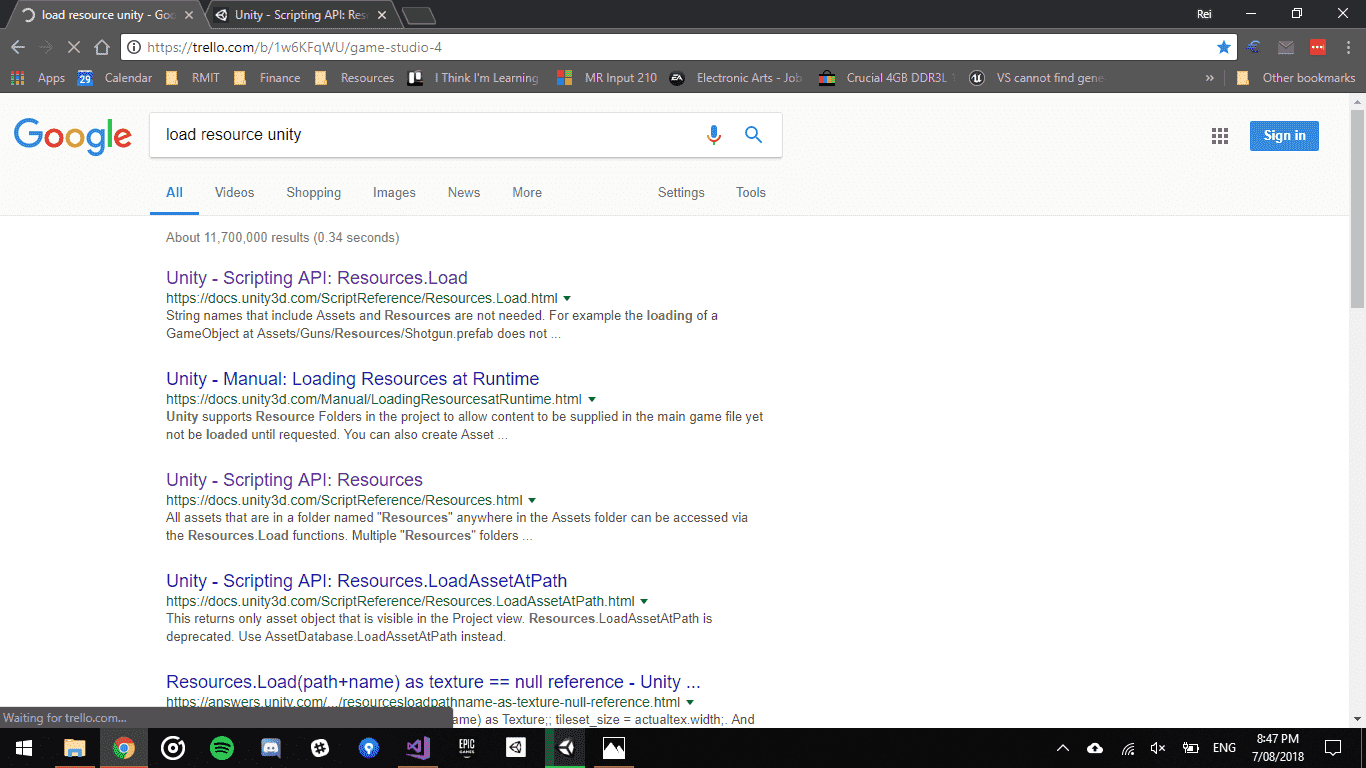 load resource unity - Goo
Unity - Scripting API: Res
Rei
https://trello.com/b/1w6KFqWU/game-studio-4
Apps
29
Calendar
RMIT
Finance
Resources
I Think I'm Learning
MR Input 210
EA
Electronic Arts - Job
Crucial 4GB DDR3L 1
VS cannot find gene
»
Other bookmarks
Google
load resource unity
Sign in
All
Videos
Shopping
Images
News
More
Settings
Tools
About 11,700,000 results (0.34 seconds)
Unity - Scripting API: Resources.Load
https://docs.unity3d.com/ScriptReference/Resources.Load.html
String names that include Assets and Resources are not needed. For example the loading of a
GameObject at Assets/Guns/Resources/Shotgun.prefab does not ...
Unity - Manual: Loading Resources at Runtime
https://docs.unity3d.com/Manual/LoadingResourcesatRuntime.html
Unity supports Resource Folders in the project to allow content to be supplied in the main game file yet
not be loaded until requested. You can also create Asset ...
Unity - Scripting API: Resources
https://docs.unity3d.com/ScriptReference/Resources.html
All assets that are in a folder named "Resources" anywhere in the Assets folder can be accessed via
the Resources.Load functions. Multiple "Resources" folders ...
Unity - Scripting API: Resources.LoadAssetAtPath
https://docs.unity3d.com/ScriptReference/Resources.LoadAssetAtPath.html
This returns only asset object that is visible in the Project view. Resources.LoadAssetAtPath is
deprecated. Use AssetDatabase.LoadAssetAtPath instead.
Resources.Load(path+name) as texture == null reference - Unity ...
https://answers.unity.com/.../resourcesloadpathname-as-texture-null-reference.html
Waiting for trello.com...
ame) as Texture;; tileset_size = actualtex.width;. And
EPIC
GAMES
ENG
8:47 PM
7/08/2018